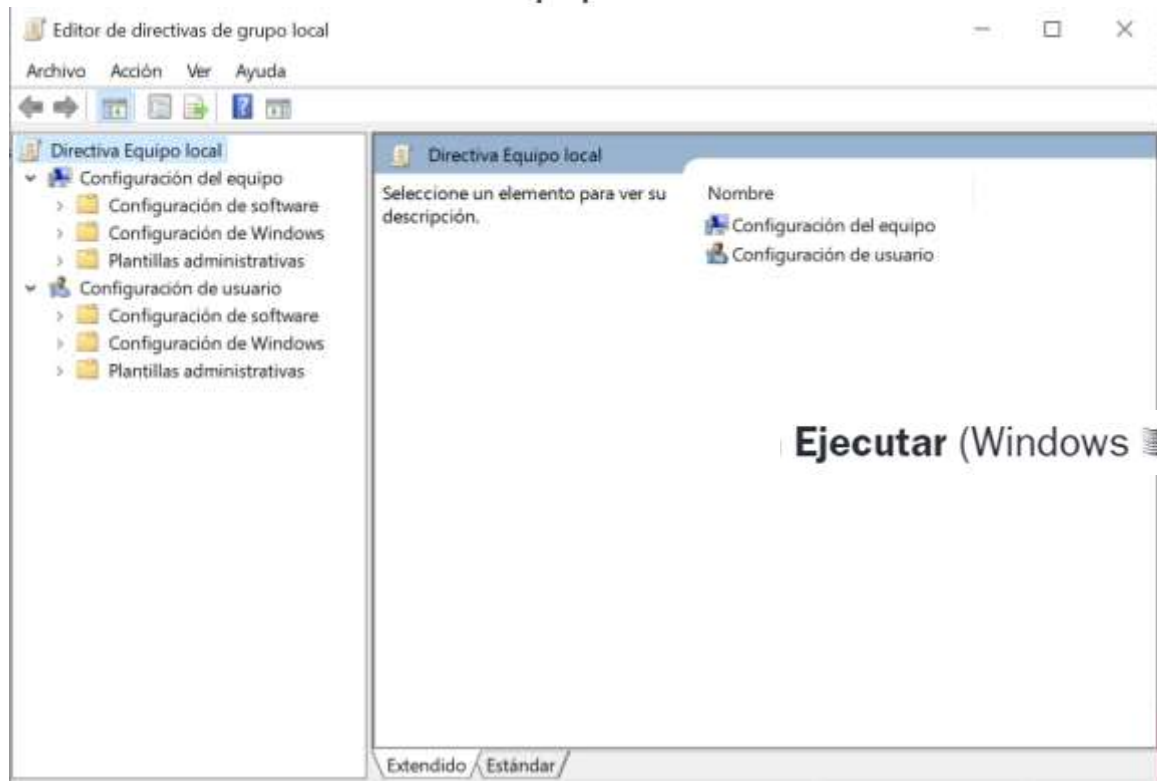 Editor de directivas de grupo local
Archivo Acción Ver Ayuda
Directiva Equipo local
Configuración del equipo
Configuración de software
Configuración de Windows
Plantillas administrativas
Configuración de usuario
Configuración de software
Configuración de Windows
Plantillas administrativas
Directiva Equipo local
Seleccione un elemento para ver su
descripción.
Nombre
Configuración del equipo
Configuración de usuario
Ejecutar (Windows
Extendido Estándar